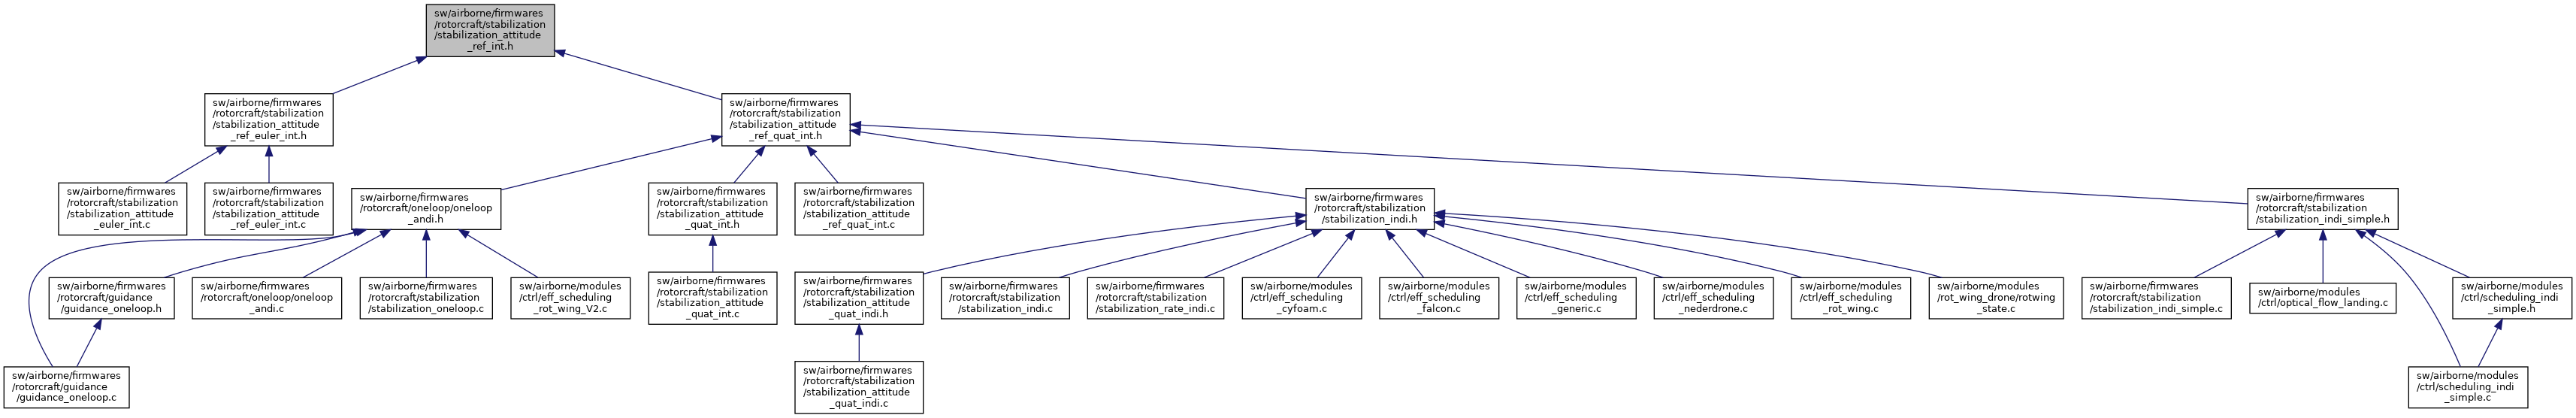 sw/airborne/firmwares
/rotorcraft/stabilization
/stabilization_attitude
_ref_int.h
sw/airborne/firmwares
/rotorcraft/stabilization
/stabilization_attitude
_ref_euler_int.h
sw/airborne/firmwares
/rotorcraft/stabilization
/stabilization_attitude
_ref_quat_int.h
sw/airborne/firmwares
/rotorcraft/stabilization
/stabilization_attitude
_euler_int.c
sw/airborne/firmwares
/rotorcraft/stabilization
/stabilization_attitude
_ref_euler_int.c
sw/airborne/firmwares
/rotorcraft/oneloop/oneloop
_andi.h
sw/airborne/firmwares
/rotorcraft/stabilization
/stabilization_attitude
_quat_int.h
sw/airborne/firmwares
/rotorcraft/stabilization
/stabilization_attitude
_ref_quat_int.c
sw/airborne/firmwares
/rotorcraft/stabilization
/stabilization_indi.h
sw/airborne/firmwares
/rotorcraft/stabilization
/stabilization_indi_simple.h
sw/airborne/firmwares
/rotorcraft/guidance
/guidance_oneloop.h
sw/airborne/firmwares
/rotorcraft/oneloop/oneloop
_andi.c
sw/airborne/firmwares
/rotorcraft/stabilization
/stabilization_oneloop.c
sw/airborne/modules
/ctrl/eff_scheduling
_rot_wing_V2.c
sw/airborne/firmwares
/rotorcraft/stabilization
/stabilization_attitude
_quat_int.c
sw/airborne/firmwares
/rotorcraft/stabilization
/stabilization_attitude
_quat_indi.h
sw/airborne/firmwares
/rotorcraft/stabilization
/stabilization_indi.c
sw/airborne/firmwares
/rotorcraft/stabilization
/stabilization_rate_indi.c
sw/airborne/modules
/ctrl/eff_scheduling
_cyfoam.c
sw/airborne/modules
/ctrl/eff_scheduling
_falcon.c
sw/airborne/modules
/ctrl/eff_scheduling
_generic.c
sw/airborne/modules
/ctrl/eff_scheduling
_nederdrone.c
sw/airborne/modules
/ctrl/eff_scheduling
_rot_wing.c
sw/airborne/modules
/rot_wing_drone/rotwing
_state.c
sw/airborne/firmwares
/rotorcraft/stabilization
/stabilization_indi_simple.c
sw/airborne/modules
/ctrl/optical_flow_landing.c
sw/airborne/modules
/ctrl/scheduling_indi
_simple.h
sw/airborne/firmwares
/rotorcraft/guidance
/guidance_oneloop.c
sw/airborne/firmwares
/rotorcraft/stabilization
/stabilization_attitude
_quat_indi.c
sw/airborne/modules
/ctrl/scheduling_indi
_simple.c